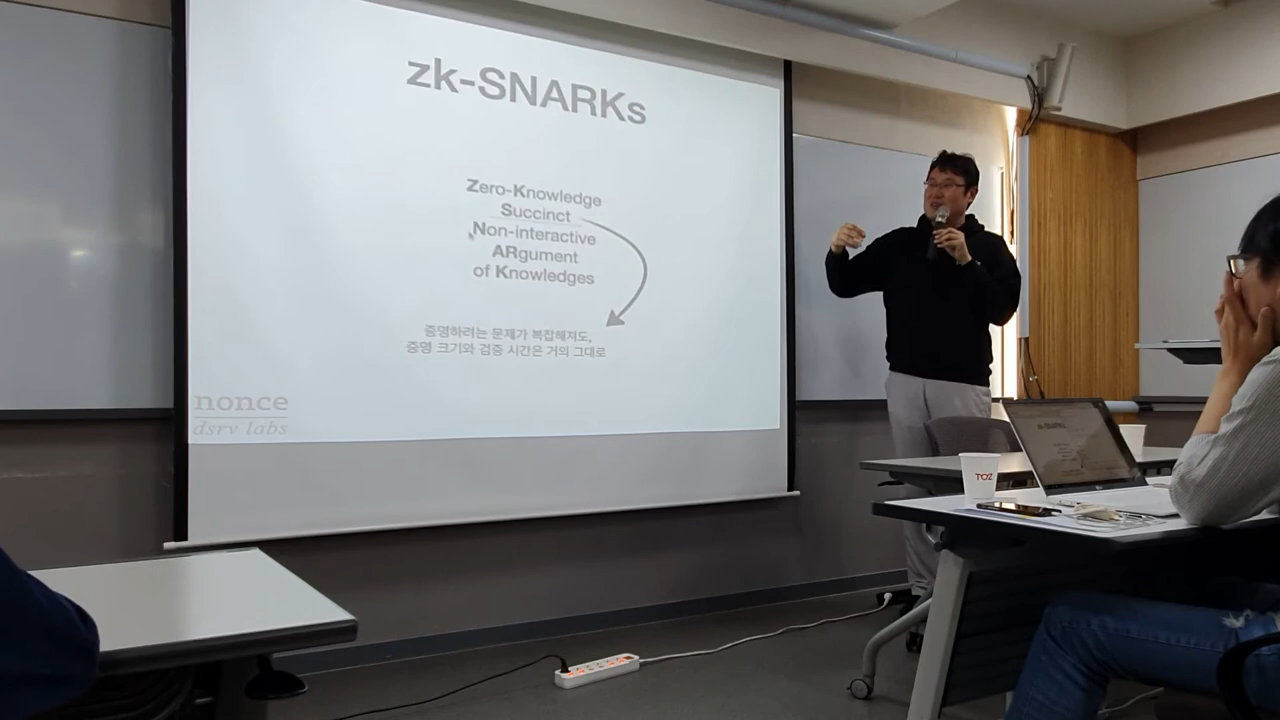 zk-SNARKs
Zero-Knowledge
Succinct
Non-interactive
ARgument
of Knowledges
증명하려는 문제가 복잡해져도,
증명 크기와 검증 시간은 거의 그대로
nonce
dsrv labs
TOZ
zk-SNARKs